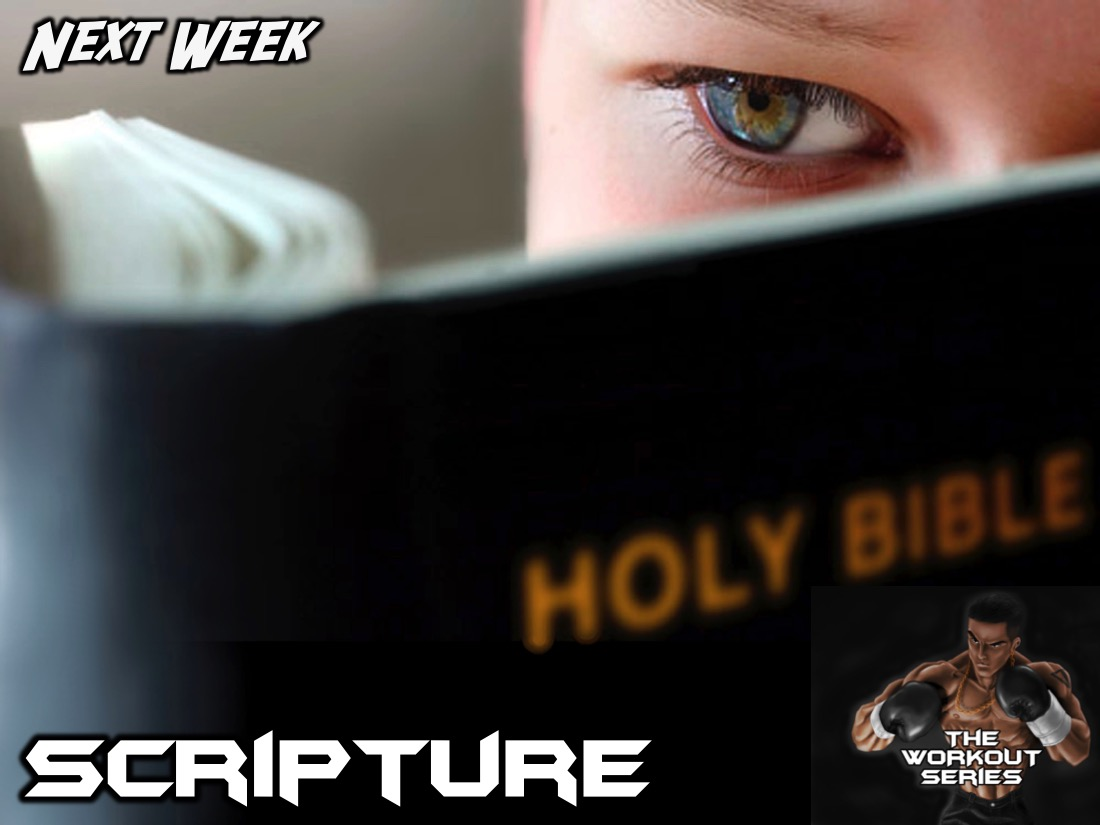 Next Week
HOLY BIBLE
SCRIPTURE
THE
WORKOUT
SERIES